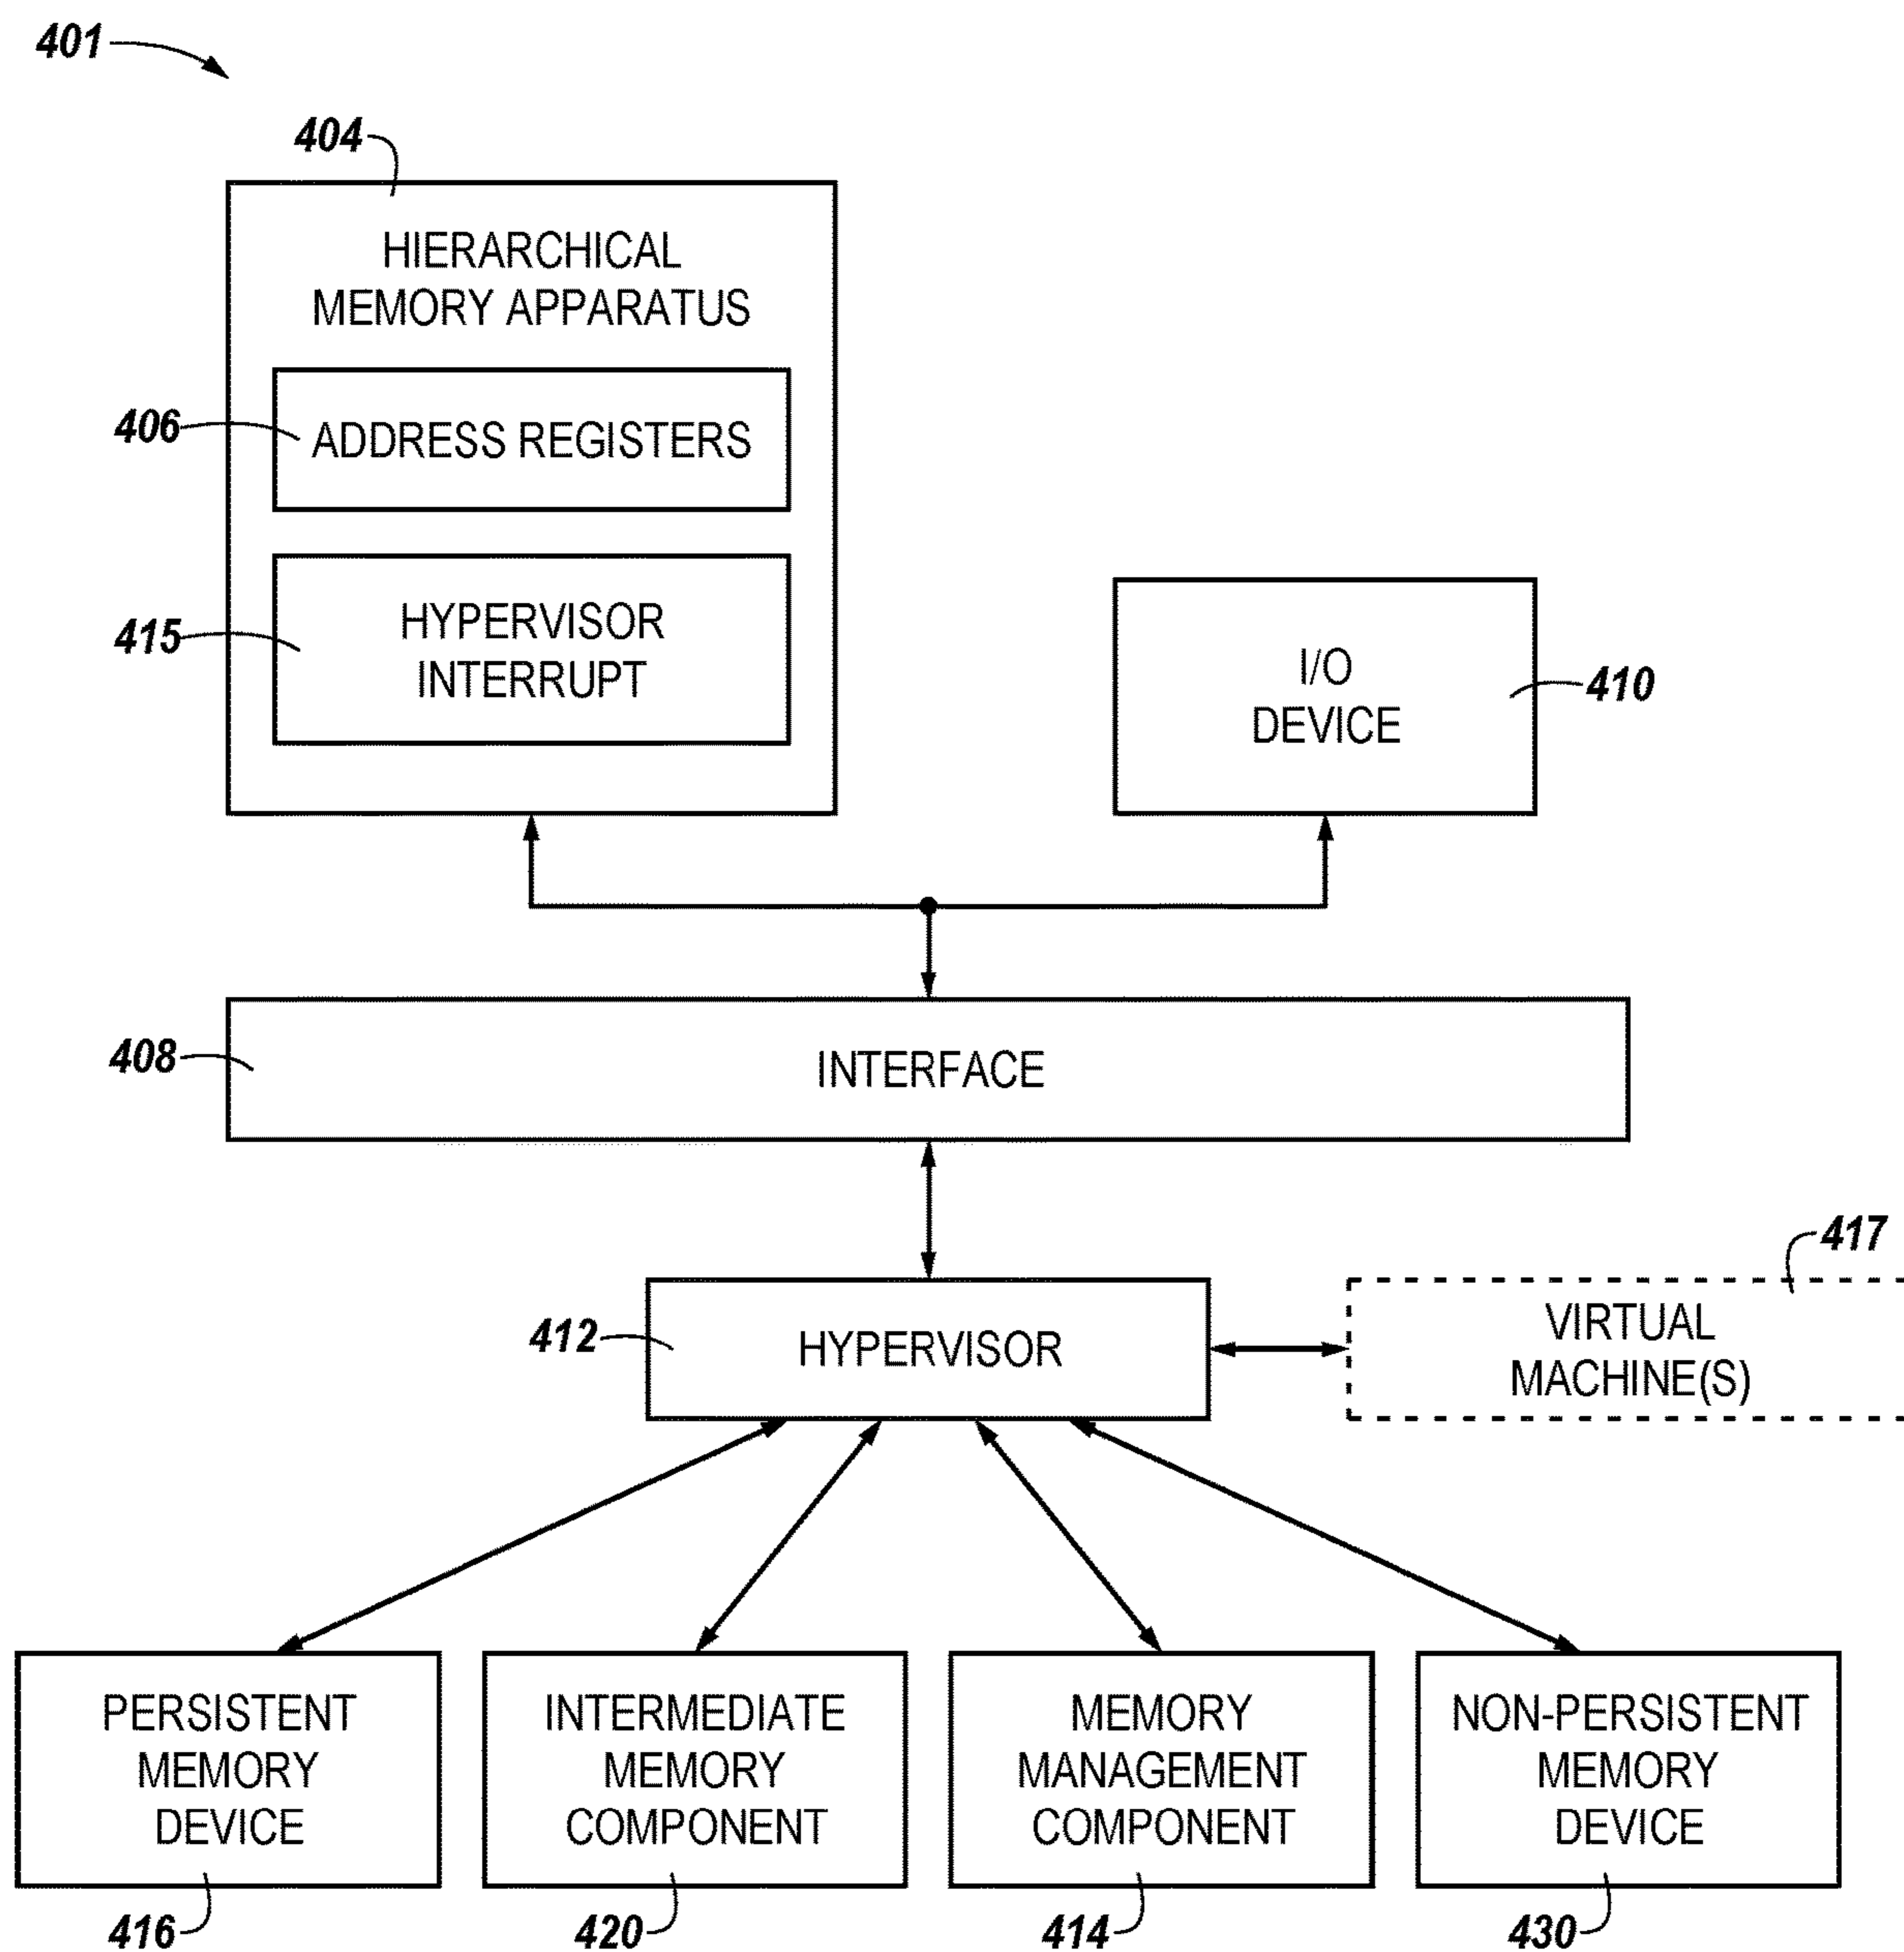 401
404
HIERARCHICAL
MEMORY APPARATUS
406
ADDRESS REGISTERS
415
HYPERVISOR
INTERRUPT
I/O
DEVICE
410
408
INTERFACE
417
412
HYPERVISOR
VIRTUAL
MACHINE(S)
PERSISTENT
MEMORY
DEVICE
416
INTERMEDIATE
MEMORY
COMPONENT
420
MEMORY
MANAGEMENT
COMPONENT
414
NON-PERSISTENT
MEMORY
DEVICE
430